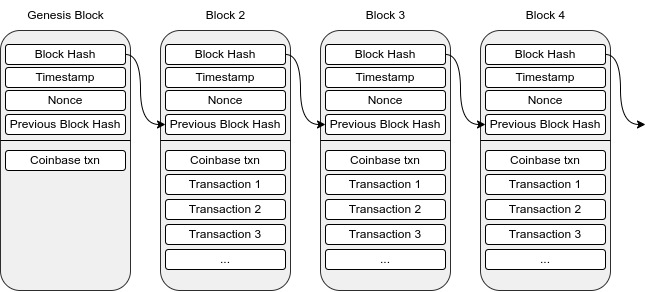 Genesis Block
Block Hash
Timestamp
Nonce
Previous Block Hash
Coinbase txn
Block 2
Block Hash
Timestamp
Nonce
Previous Block Hash
Coinbase txn
Transaction 1
Transaction 2
Transaction 3
...
Block 3
Block Hash
Timestamp
Nonce
Previous Block Hash
Coinbase txn
Transaction 1
Transaction 2
Transaction 3
...
Block 4
Block Hash
Timestamp
Nonce
Previous Block Hash
Coinbase txn
Transaction 1
Transaction 2
Transaction 3
...